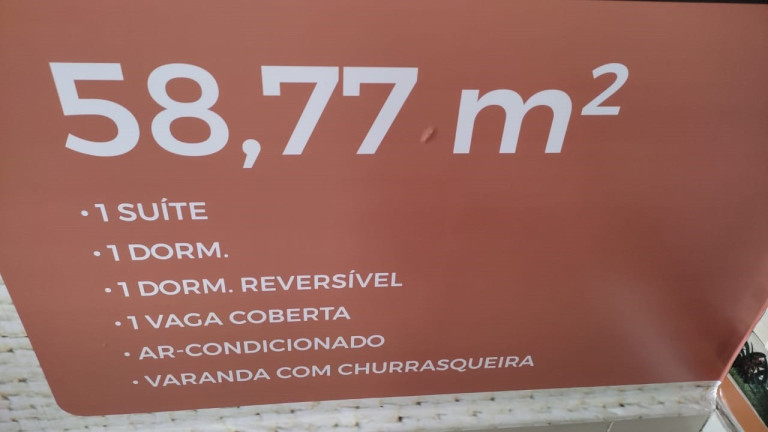 58,77 m²
• 1 SUÍTE
• 1 DORM.
• 1 DORM. REVERSÍVEL
• 1 VAGA COBERTA
• AR-CONDICIONADO
• VARANDA COM CHURRASQUEIRA